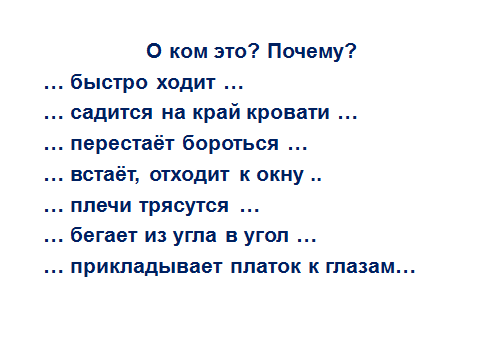 О ком это? Почему?
… быстро ходит …
… садится на край кровати …
… перестаёт бороться …
… встаёт, отходит к окну ..
… плечи трясутся …
… бегает из угла в угол …
… прикладывает платок к глазам…